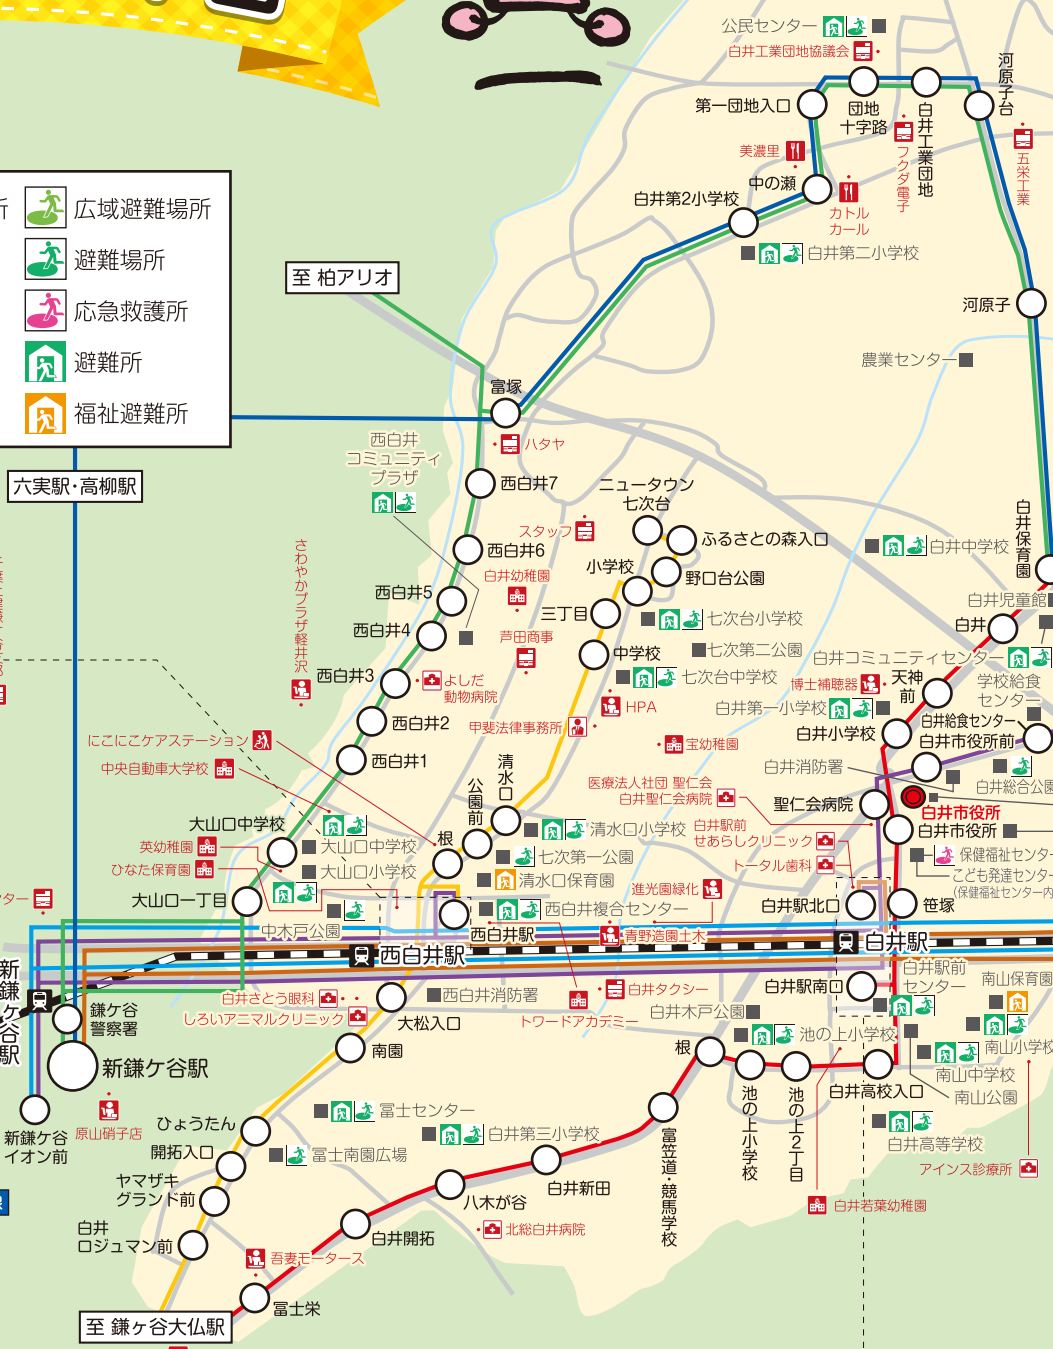 公民センター
白井工業団地協議会
河原子台
第一団地入口
団地
十字路
白井工業団地
フクダ電子
五栄工業
美濃里
中の瀬
カトル
カール
白井第2小学校
白井第二小学校
所
広域避難場所
避難場所
応急救護所
避難所
福祉避難所
至 柏アリオ
河原子
農業センター
富塚
ハタヤ
西白井
コミュニティ
プラザ
六実駅・高柳駅
西白井7
ニュータウン
七次台
スタッフ
ふるさとの森入口
白井保育園
白井中学校
西白井6
小学校
野口台公園
白井幼稚園
さわやかプラザ軽井沢
西白井5
三丁目
七次台小学校
白井児童館
西白井4
芦田商事
白井
中学校
七次第二公園
白井コミュニティセンター
西白井3
よしだ
動物病院
七次台中学校
博士補聴器
天神
前
学校給食
センター
HPA
白井第一小学校
西白井2
甲斐法律事務所
白井小学校
白井給食センター
白井市役所前
にこにこケアステーション
宝幼稚園
中央自動車大学校
西白井1
清水口
白井消防署
白井総合公園
医療法人社団 聖仁会
白井聖仁会病院
聖仁会病院
公園前
白井市役所
大山口中学校
清水口小学校
白井駅前
せあらしクリニック
白井市役所
英幼稚園
大山口中学校
根
七次第一公園
トータル歯科
保健福祉センター
ひなた保育園
大山口小学校
清水口保育園
こども発達センター
(保健福祉センター内
進光園緑化
大山口一丁目
ター
西白井複合センター
白井駅北口
笹塚
中木戸公園
西白井駅
青野造園土木
西白井駅
白井駅
新鎌ケ谷駅
白井駅前
センター
白井駅南口
南山保育園
白井さとう眼科
西白井消防署
白井タクシー
鎌ケ谷
警察署
しろいアニマルクリニック
大松入口
トワードアカデミー
白井木戸公園
池の上小学校
南園
根
南山小学校
新鎌ケ谷駅
南山中学校
池の上小学校
池の上2丁目
白井高校入口
南山公園
原山硝子店
新鎌ケ谷
イオン前
ひょうたん
冨士センター
開拓入口
白井第三小学校
冨士南園広場
富笠道・競馬学校
白井高等学校
アインス診療所
ヤマザキ
グランド前
白井新田
八木が谷
白井若葉幼稚園
白井
ロジュマン前
白井開拓
北総白井病院
吾妻モータース
冨士栄
至 鎌ヶ谷大仏駅